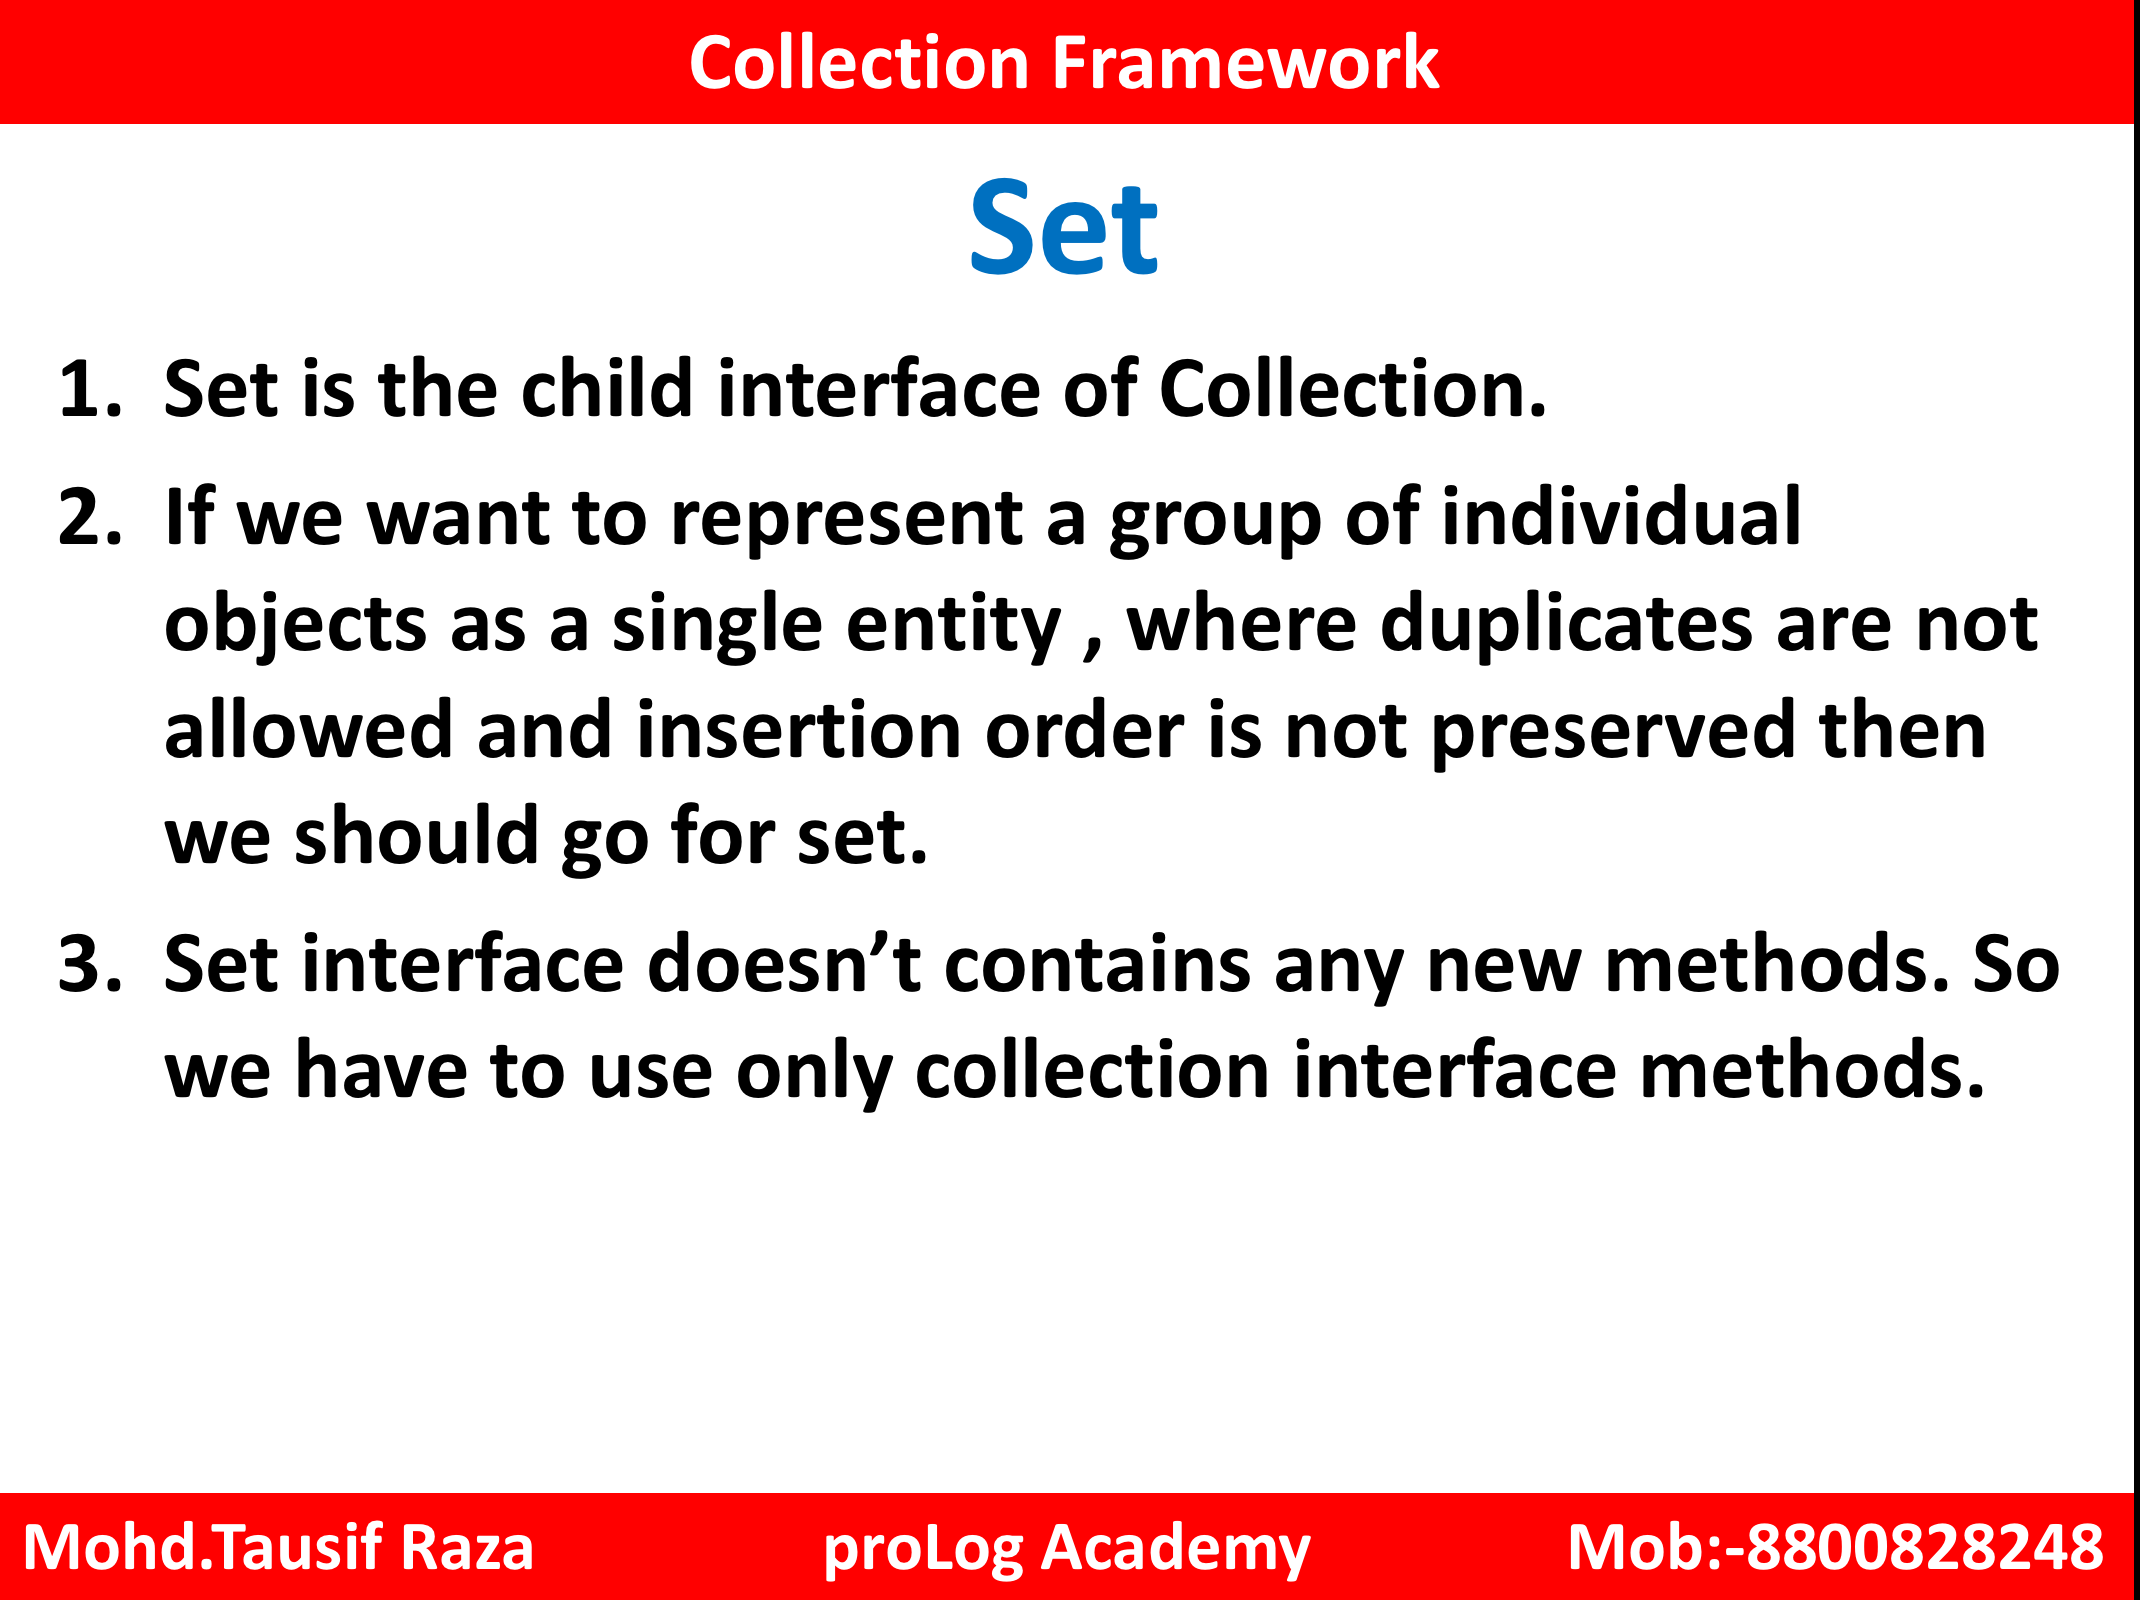 Collection Framework
Set
1. Set is the child interface of Collection.
2. If we want to represent a group of individual
objects as a single entity , where duplicates are not
allowed and insertion order is not preserved then
we should go for set.
3. Set interface doesn’t contains any new methods. So
we have to use only collection interface methods.
Mohd.Tausif Raza proLog Academy Mob:-8800828248